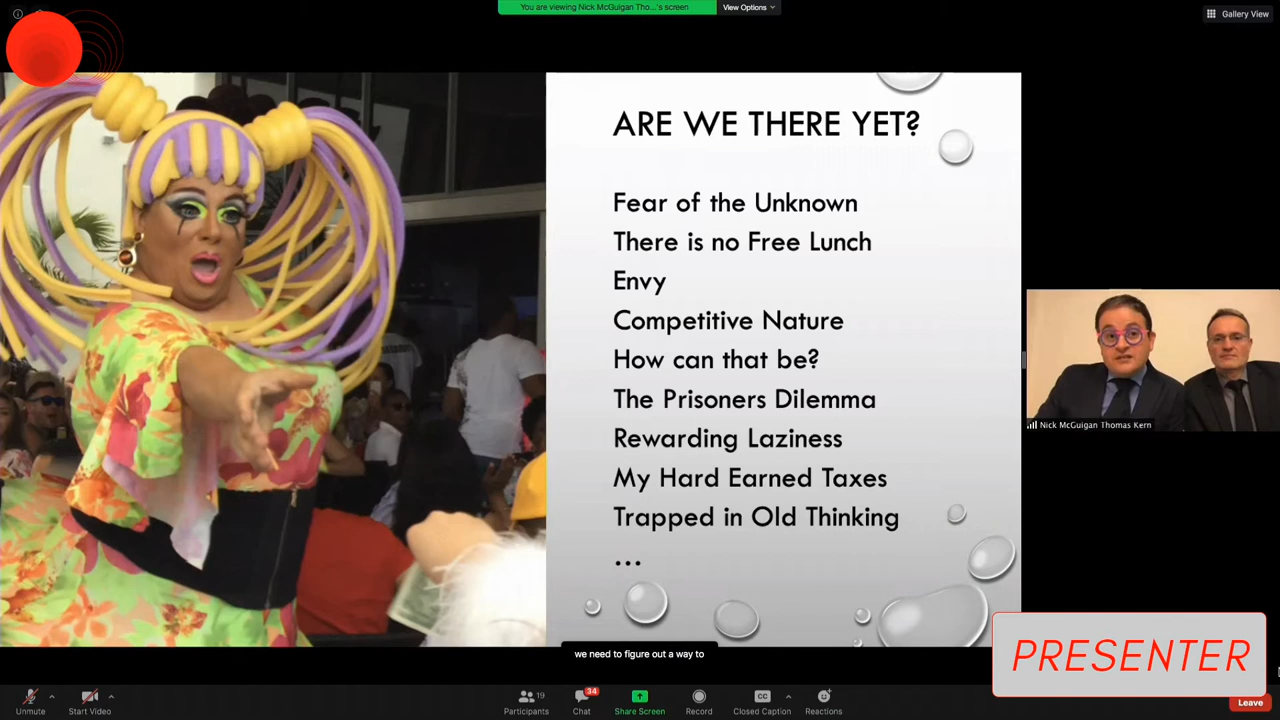 You are viewing Nick McGuigan Tho...'s screen
View Options
Gallery View
ARE WE THERE YET?
Fear of the Unknown
There is no Free Lunch
Envy
Competitive Nature
How can that be?
The Prisoners Dilemma
Rewarding Laziness
My Hard Earned Taxes
Trapped in Old Thinking
...
Nick McGuigan Thomas Kern
we need to figure out a way to
PRESENTER
Unmute
Start Video
Participants
19
Chat
34
Share Screen
Record
CC
Closed Caption
Reactions
Leave